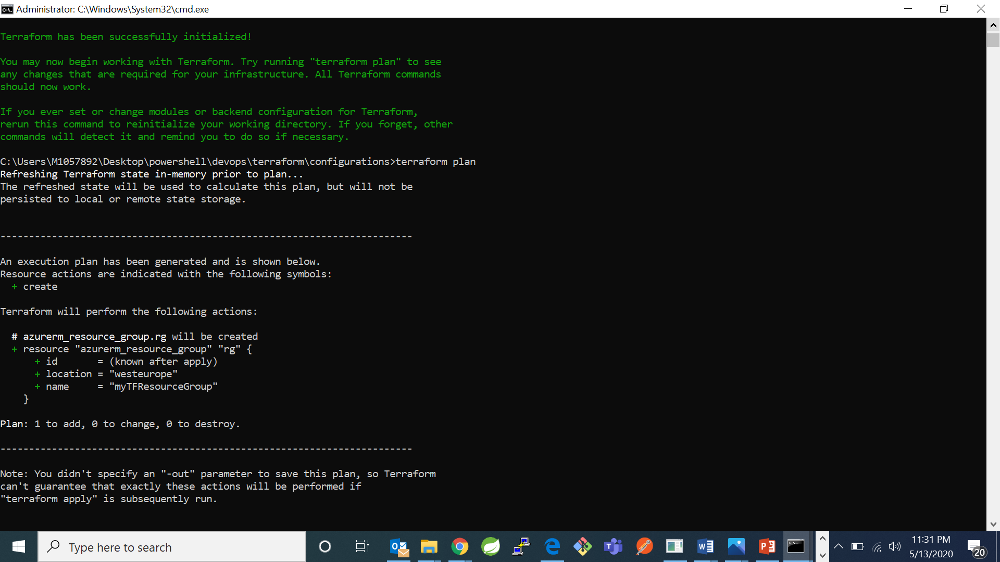 Administrator: C:\Windows\System32\cmd.exe
Terraform has been successfully initialized!
You may now begin working with Terraform. Try running "terraform plan" to see
any changes that are required for your infrastructure. All Terraform commands
should now work.
If you ever set or change modules or backend configuration for Terraform,
rerun this command to reinitialize your working directory. If you forget, other
commands will detect it and remind you to do so if necessary.
C:\Users\M1057892\Desktop\powershell\devops\terraform\configurations>terraform plan
Refreshing Terraform state in-memory prior to plan...
The refreshed state will be used to calculate this plan, but will not be
persisted to local or remote state storage.
------------------------------------------------------------------------
An execution plan has been generated and is shown below.
Resource actions are indicated with the following symbols:
  + create
Terraform will perform the following actions:
  # azurerm_resource_group.rg will be created
  + resource "azurerm_resource_group" "rg" {
      + id       = (known after apply)
      + location = "westeurope"
      + name     = "myTFResourceGroup"
    }
Plan: 1 to add, 0 to change, 0 to destroy.
------------------------------------------------------------------------
Note: You didn't specify an "-out" parameter to save this plan, so Terraform
can't guarantee that exactly these actions will be performed if
"terraform apply" is subsequently run.
Type here to search
11:31 PM
5/13/2020
20